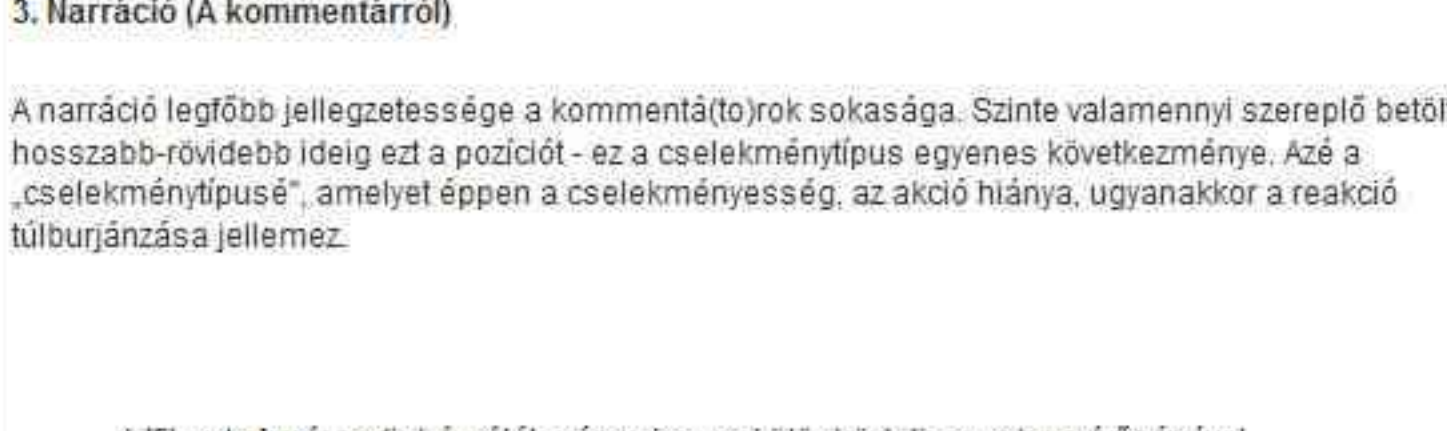 3. Narráció (A kommentárról)
A narráció legfőbb jellegzetessége a kommentá(to)rok sokasága. Szinte valamennyi szereplő betöl
hosszabb-rövidebb ideig ezt a pozíciót - ez a cselekménytípus egyenes következménye. Azé a
„cselekménytípusé", amelyet éppen a cselekményesség, az akció hiánya, ugyanakkor a reakció
túlburjánzása jellemez.